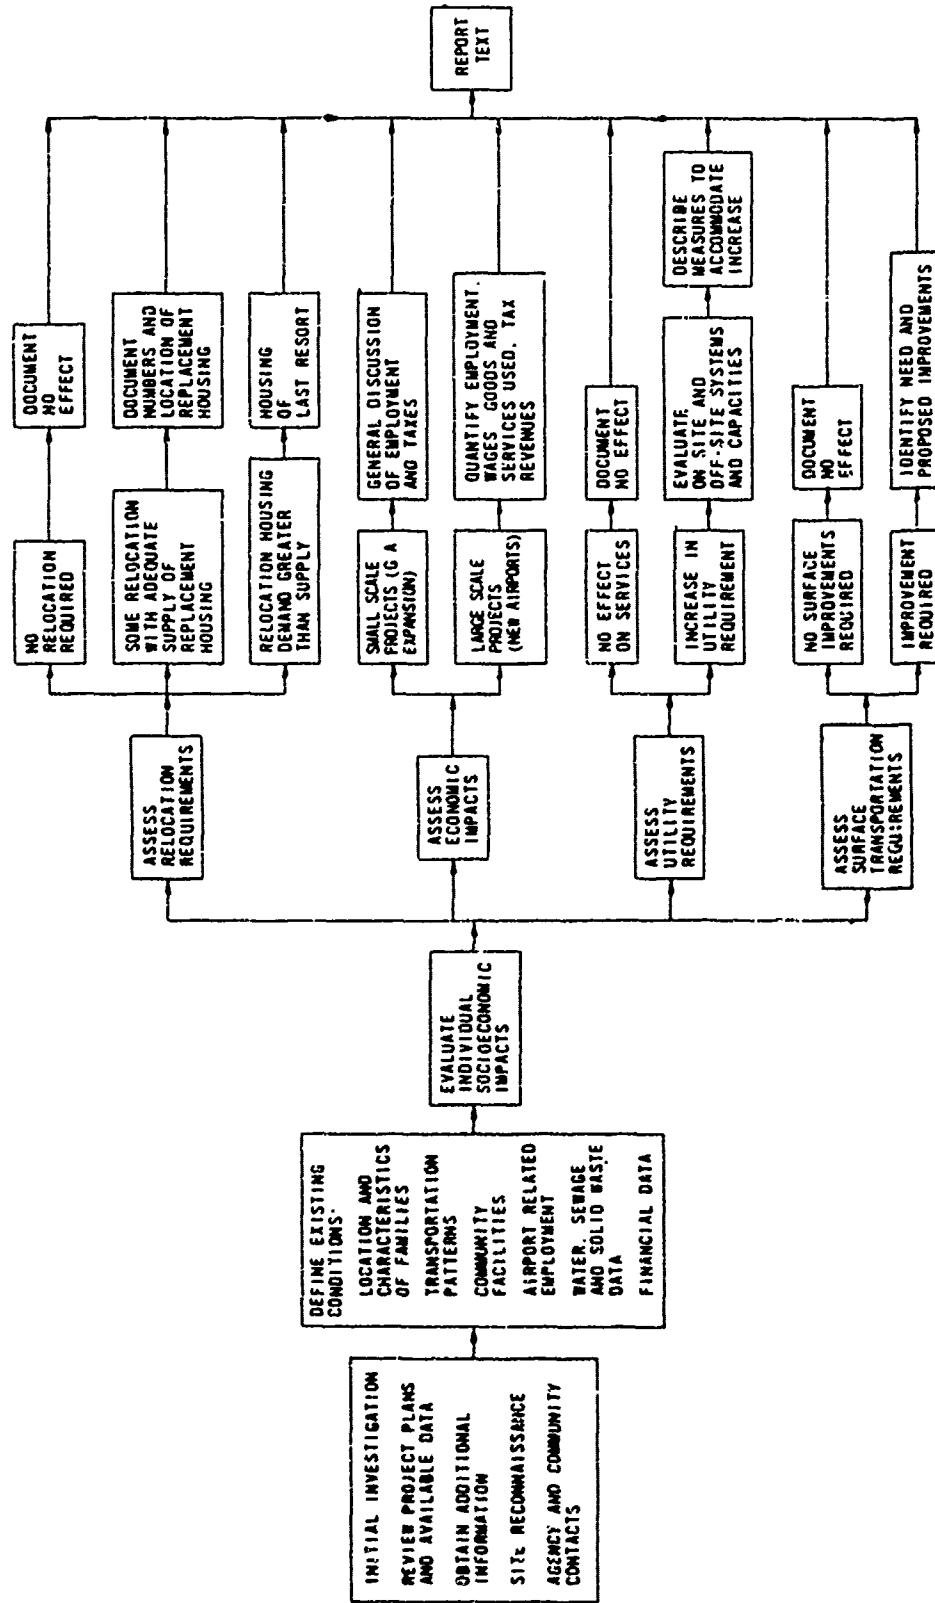 INITIAL INVESTIGATION
REVIEW PROJECT PLANS
AND AVAILABLE DATA
OBTAIN ADDITIONAL
INFORMATION
SITE RECONNAISSANCE
AGENCY AND COMMUNITY
CONTACTS
DEFINE EXISTING
CONDITIONS:
LOCATION AND
CHARACTERISTICS
OF FAMILIES
TRANSPORTATION
PATTERNS
COMMUNITY
FACILITIES
AIRPORT RELATED
EMPLOYMENT
WATER, SEWAGE
AND SOLID WASTE
DATA
FINANCIAL DATA
EVALUATE
INDIVIDUAL
SOCIOECONOMIC
IMPACTS
ASSESS
RELOCATION
REQUIREMENTS
NO
RELOCATION
REQUIRED
DOCUMENT
NO
EFFECT
SOME RELOCATION
WITH ADEQUATE
SUPPLY OF
REPLACEMENT
HOUSING
DOCUMENT
NUMBERS AND
LOCATION OF
REPLACEMENT
HOUSING
RELOCATION HOUSING
DEMAND GREATER
THAN SUPPLY
HOUSING
OF
LAST RESORT
ASSESS
ECONOMIC
IMPACTS
SMALL SCALE
PROJECTS (G A
EXPANSION)
GENERAL DISCUSSION
OF EMPLOYMENT
AND TAXES
LARGE SCALE
PROJECTS
(NEW AIRPORTS)
QUANTIFY EMPLOYMENT,
WAGES GOODS AND
SERVICES USED, TAX
REVENUES
ASSESS
UTILITY
REQUIREMENTS
NO EFFECT
ON SERVICES
DOCUMENT
NO EFFECT
INCREASE IN
UTILITY
REQUIREMENT
EVALUATE
ON SITE AND
OFF-SITE SYSTEMS
AND CAPACITIES
DESCRIBE
MEASURES TO
ACCOMMODATE
INCREASE
ASSESS
SURFACE
TRANSPORTATION
REQUIREMENTS
NO SURFACE
IMPROVEMENTS
REQUIRED
DOCUMENT
NO
EFFECT
IMPROVEMENT
REQUIRED
IDENTIFY NEED AND
PROPOSED IMPROVEMENTS
REPORT
TEXT